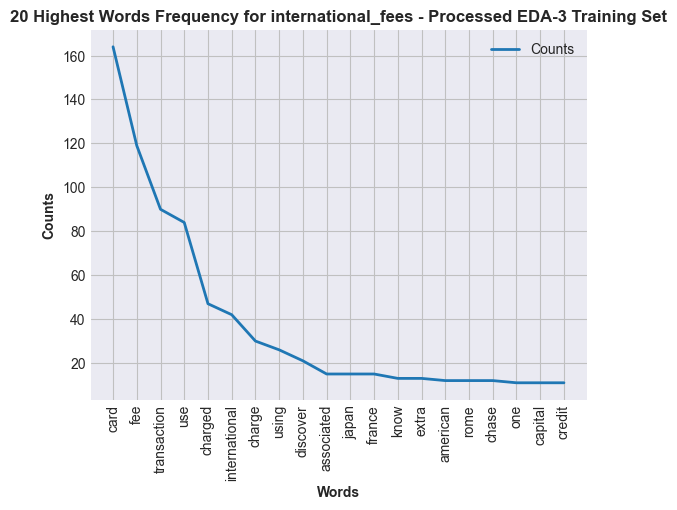 20 Highest Words Frequency for international_fees - Processed EDA-3 Training Set
Counts
160
140
120
100
80
60
40
20
Counts
card
fee
transaction
use
charged
international
charge
using
discover
associated
japan
france
know
extra
american
rome
chase
one
capital
credit
Words